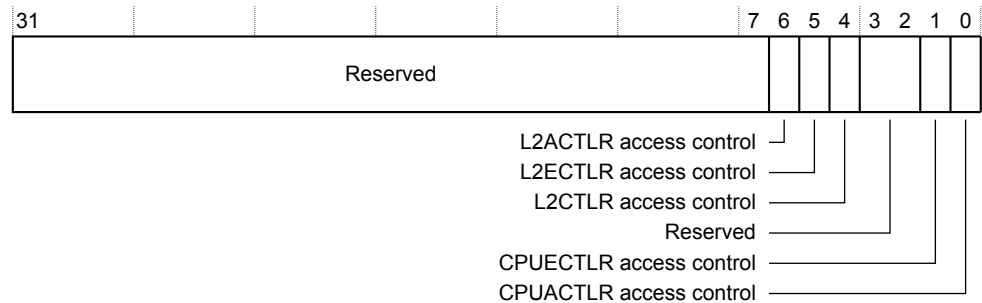 31 7 6 5 4 3 2 1 0
Reserved
L2ACTLR access control
L2ECTLR access control
L2CTLR access control
Reserved
CPUECTLR access control
CPUACTLR access control